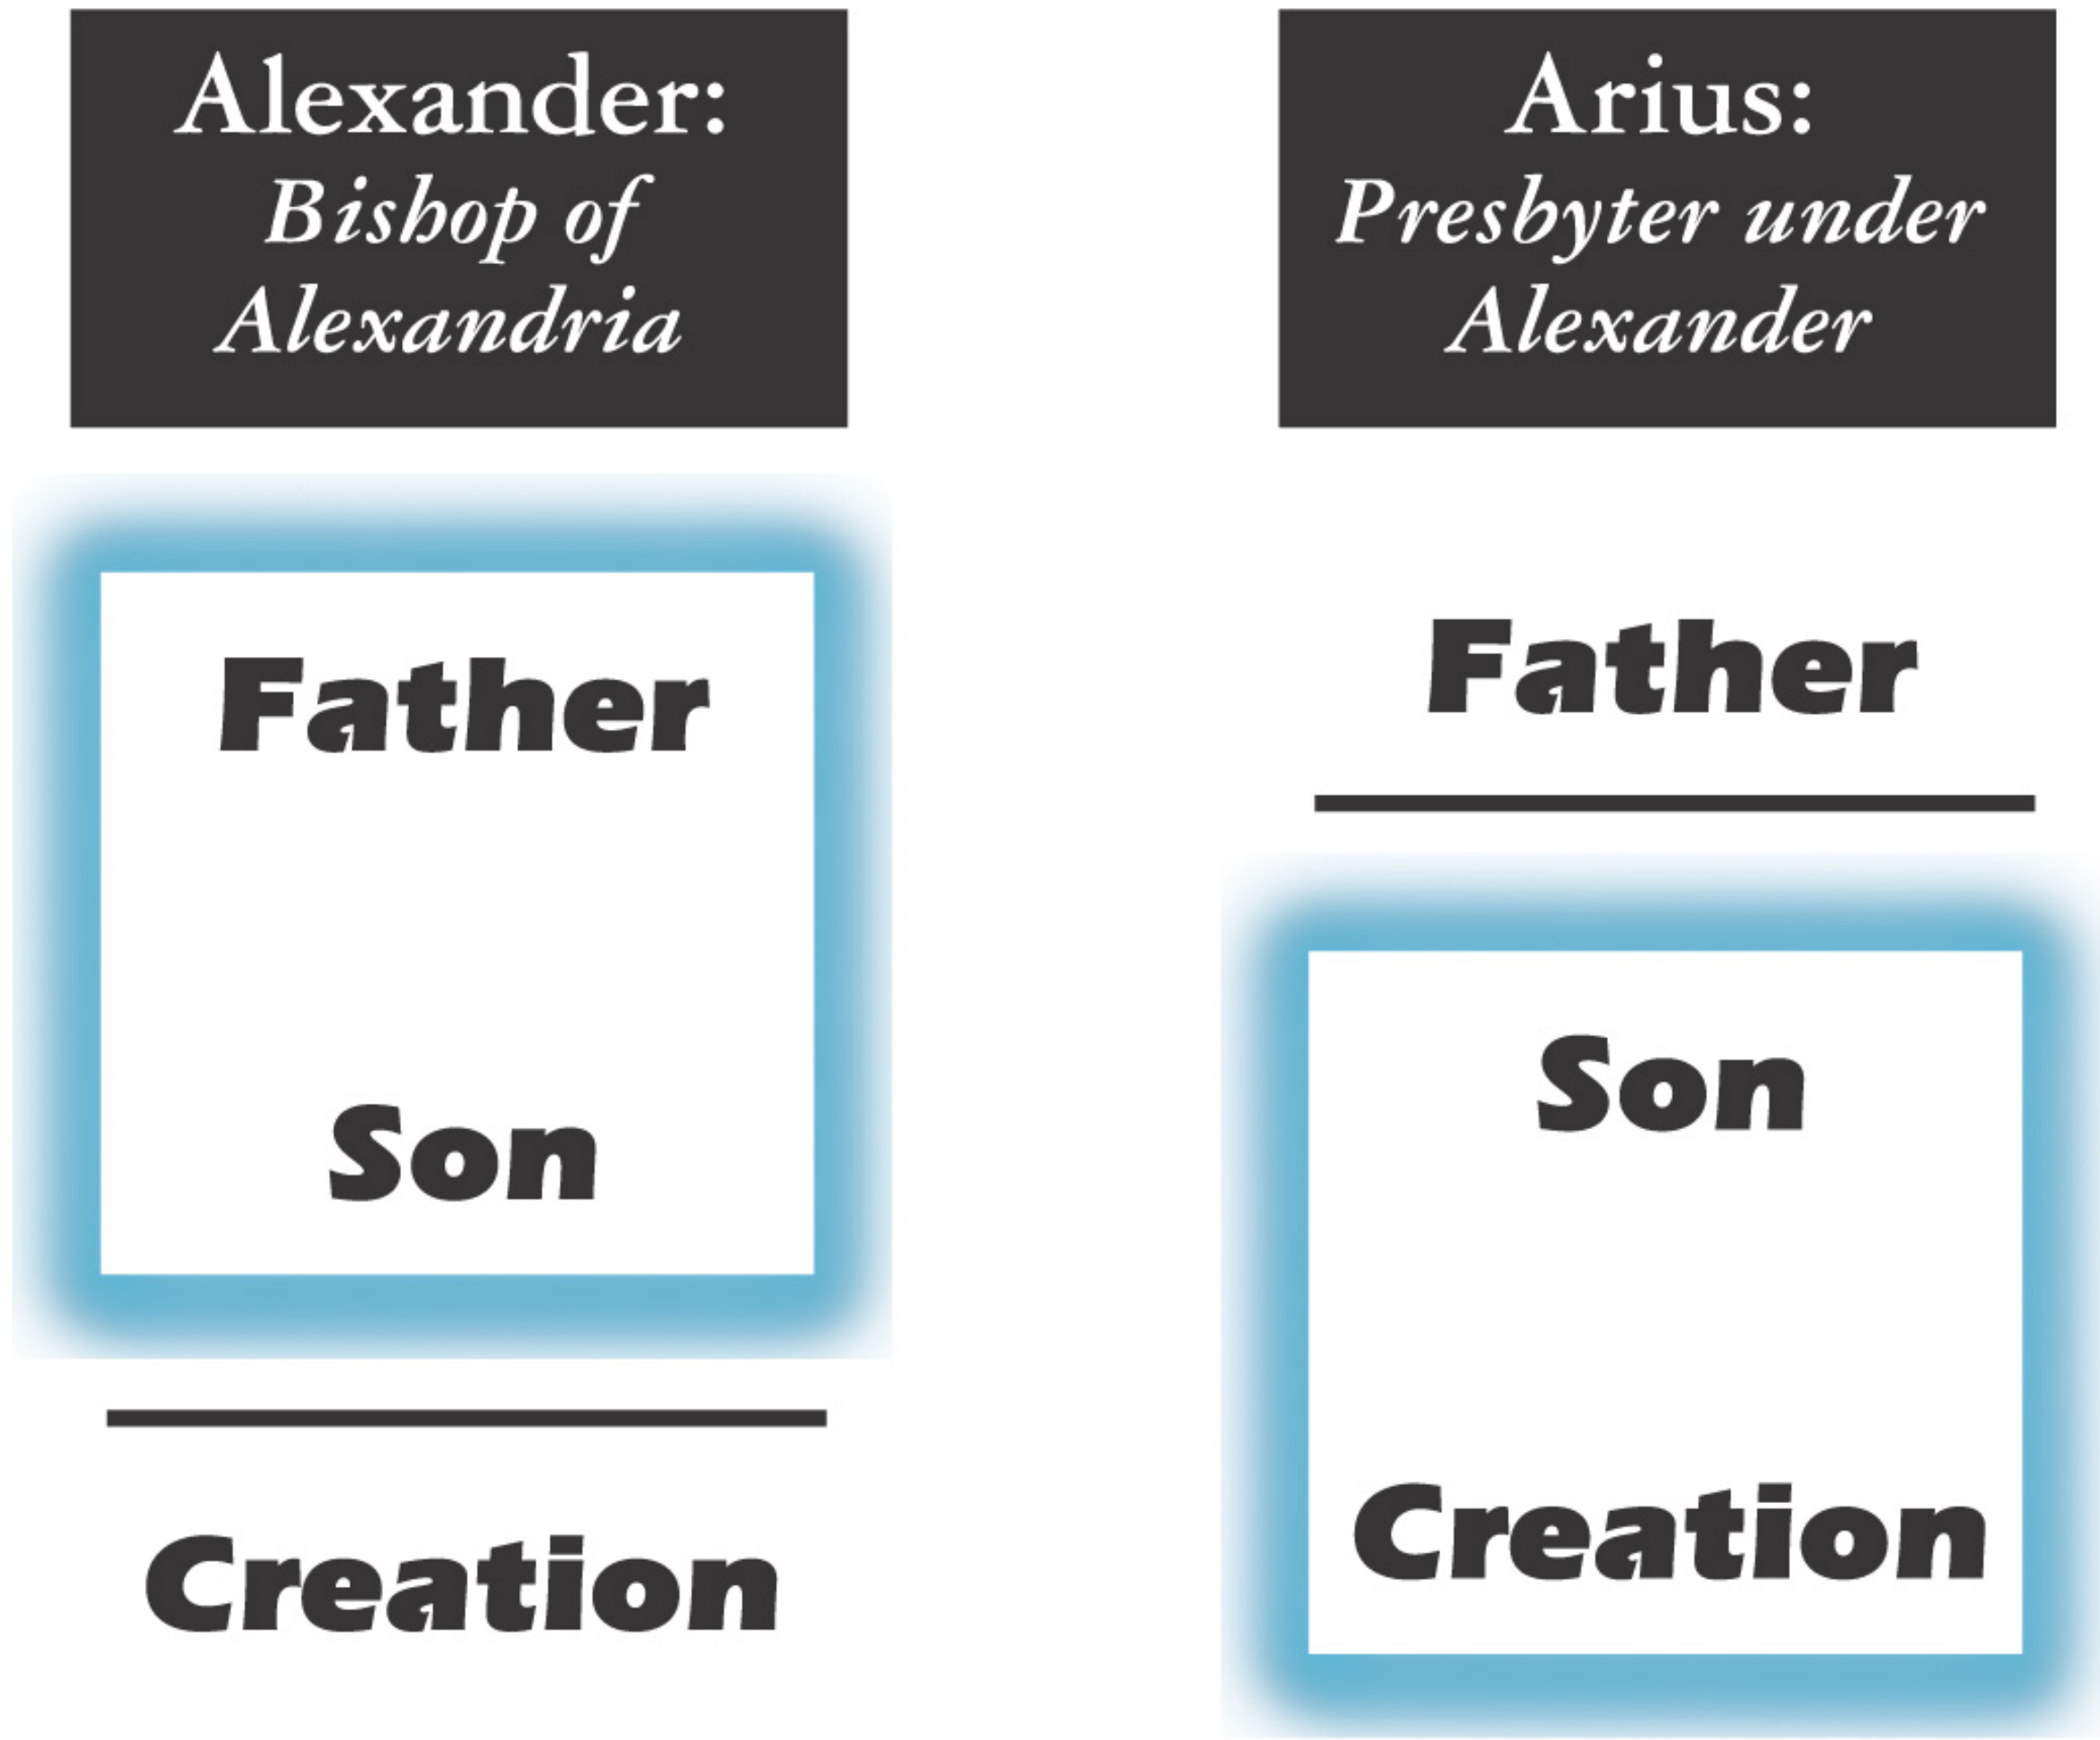 Alexander:
Bishop of
Alexandria
Father
Son
Creation
Arius:
Presbyter under
Alexander
Father
Son
Creation